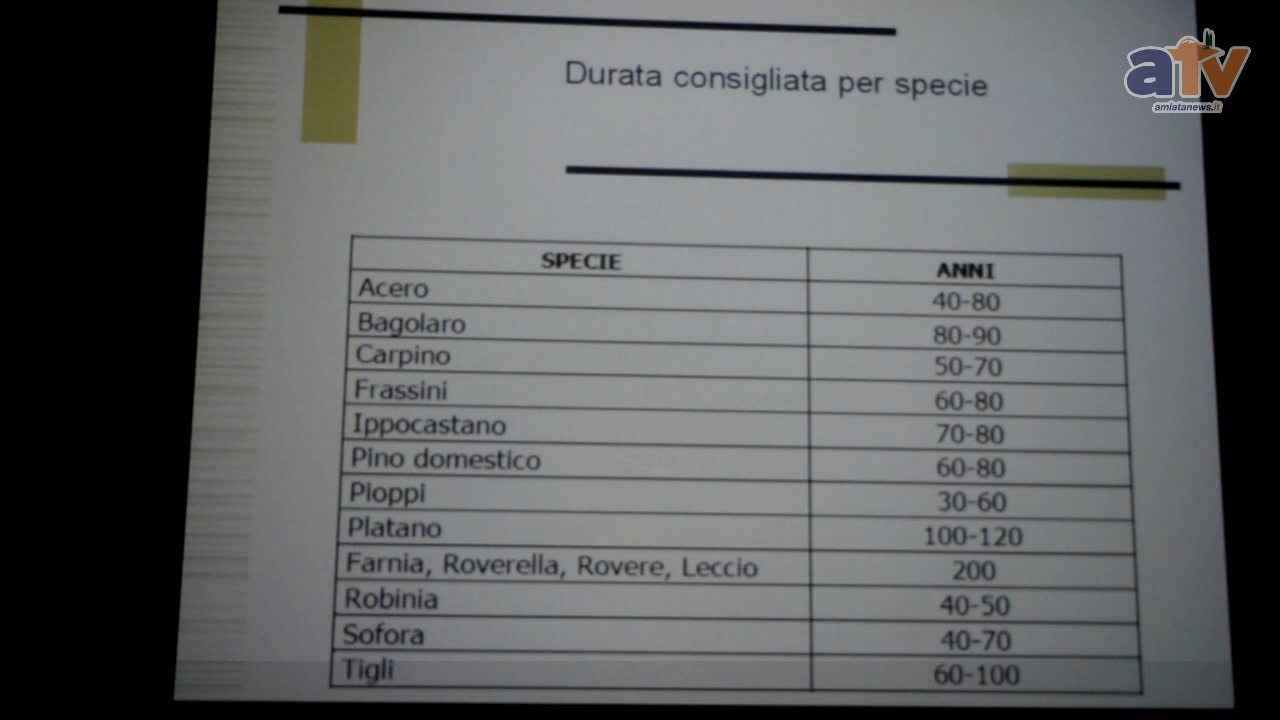 aTv
amiatanews.it
Durata consigliata per specie
SPECIE ANNI
Acero 40-80
Bagolaro 80-90
Carpino 50-70
Frassini 60-80
Ippocastano 70-80
Pino domestico 60-80
Pioppi 30-60
Platano 100-120
Farnia, Roverella, Rovere, Leccio 200
Robinia 40-50
Sofora 40-70
Tigli 60-100